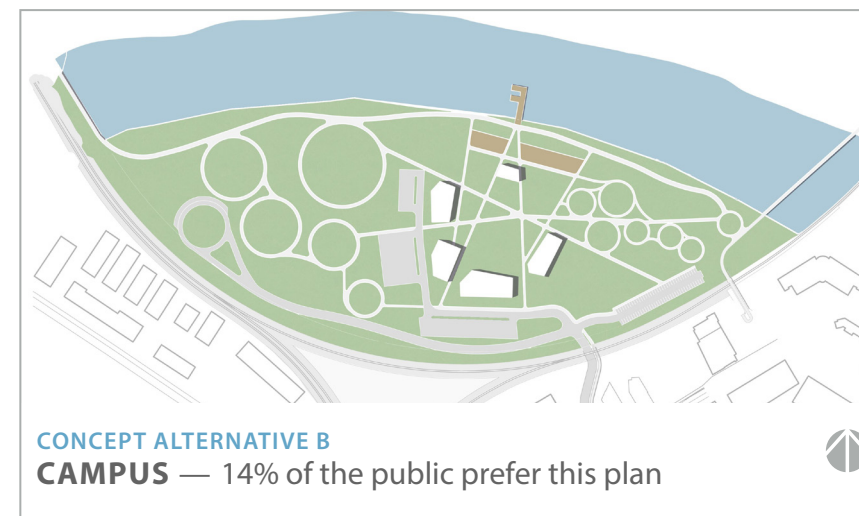 CONCEPT ALTERNATIVE B
CAMPUS — 14% of the public prefer this plan